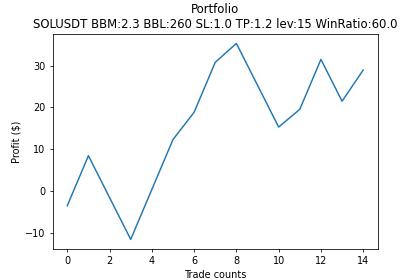 Portfolio
SOLUSDT BBM:2.3 BBL:260 SL:1.0 TP:1.2 lev:15 WinRatio:60.0
Profit ($)
30
20
10
0
−10
0 2 4 6 8 10 12 14
Trade counts